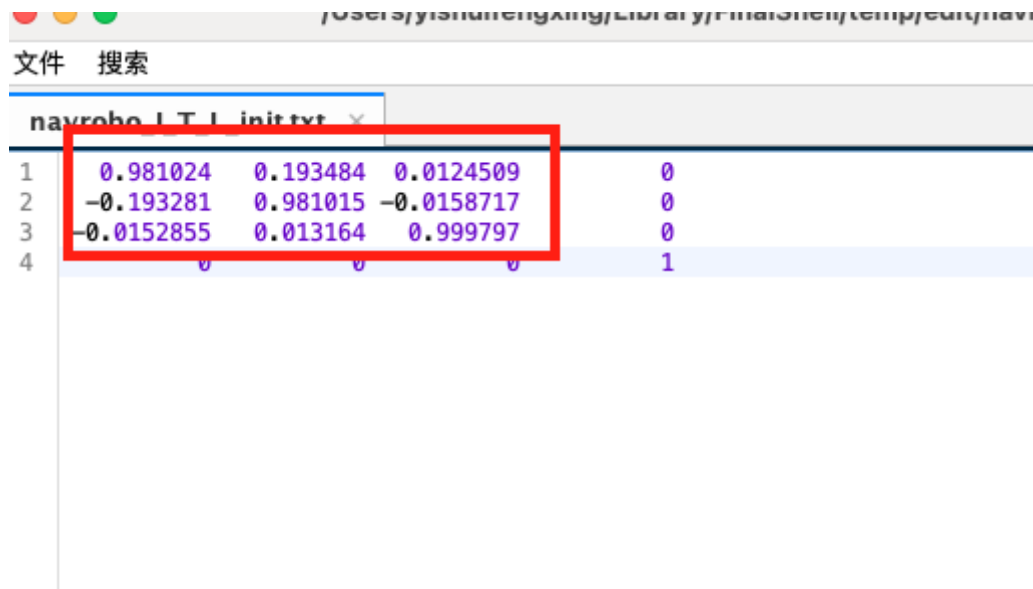 /Users/yishuifengxing/Library/FinalShell/temp/edit/navr
文件 搜索
navrobo_I_T_L_init.txt ×
1 0.981024 0.193484 0.0124509 0
2 -0.193281 0.981015 -0.0158717 0
3 -0.0152855 0.013164 0.999797 0
4 0 0 0 1